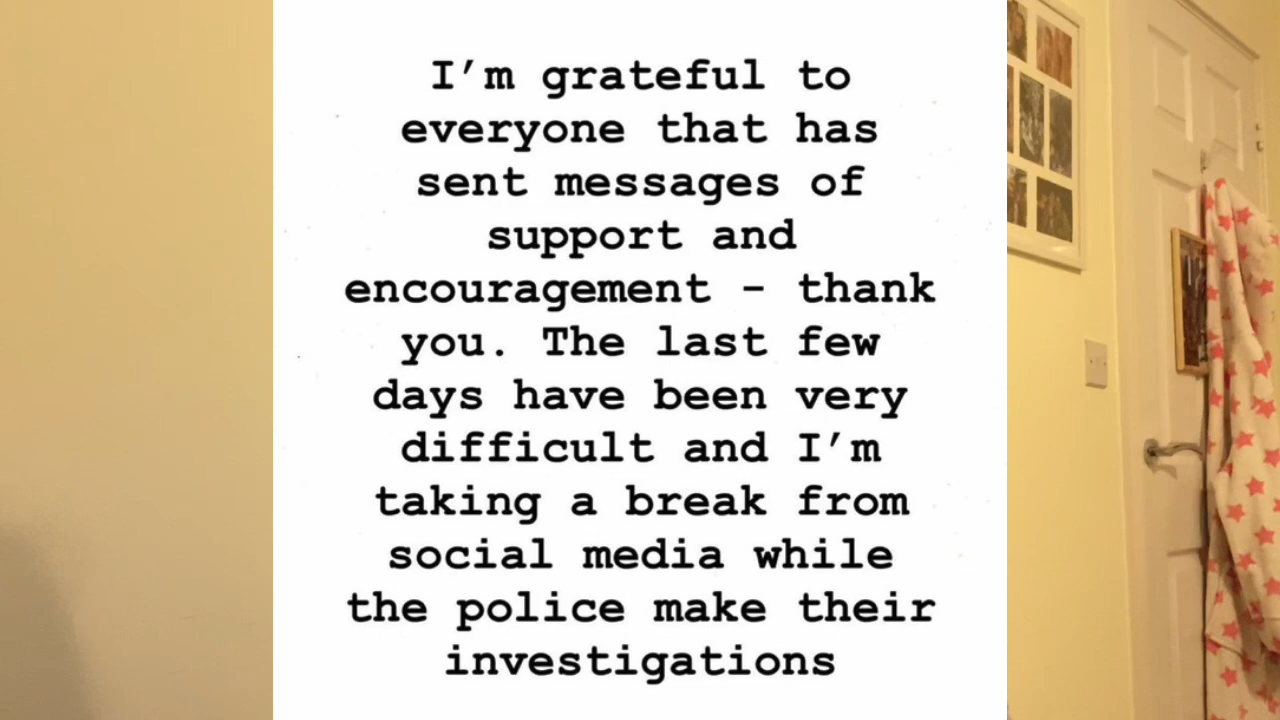 I’m grateful to
everyone that has
sent messages of
support and
encouragement - thank
you. The last few
days have been very
difficult and I’m
taking a break from
social media while
the police make their
investigations